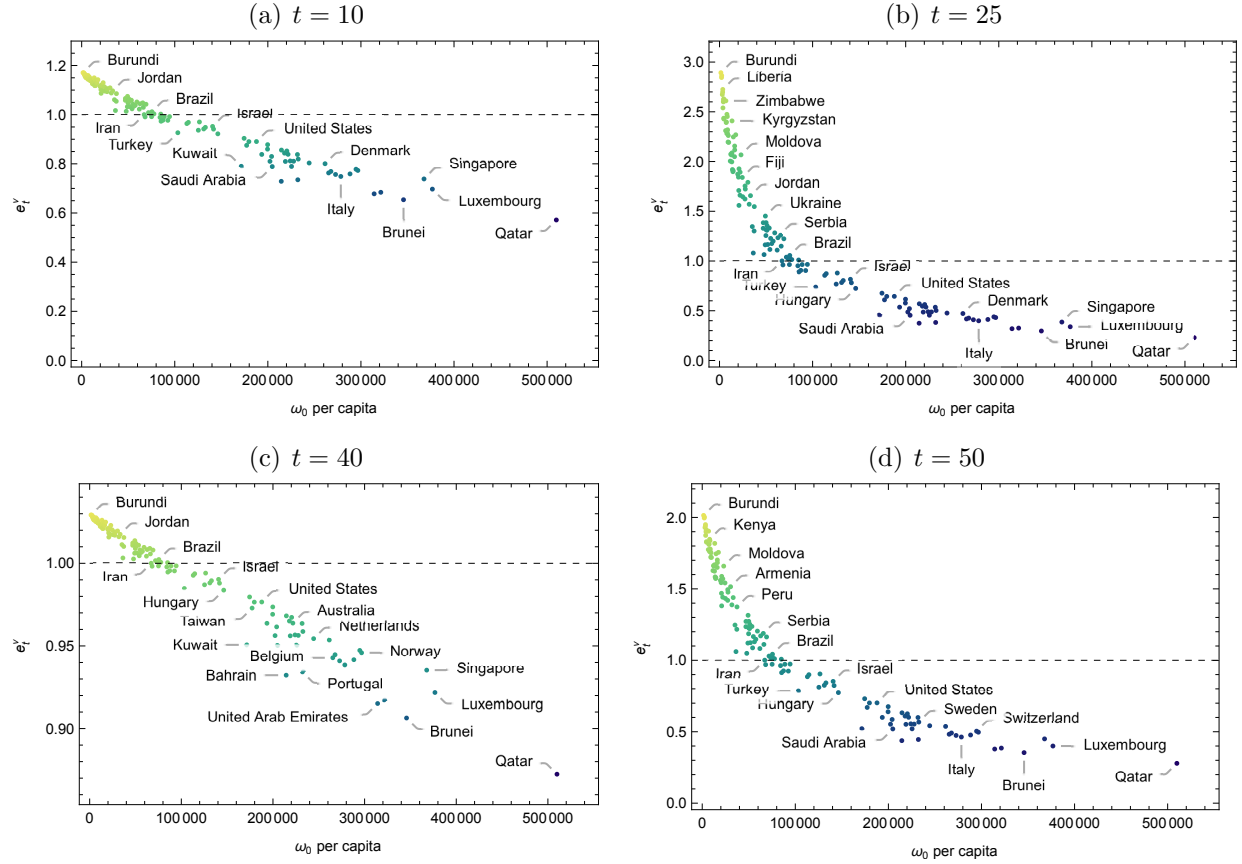 (a) t = 10
Burundi
Jordan
Brazil
Israel
Iran
Turkey
United States
Kuwait
Denmark
Singapore
Saudi Arabia
Luxembourg
Italy
Brunei
Qatar
1.2
1.0
0.8
0.6
0.4
0.2
0.0
e_t^ν
0
100 000
200 000
300 000
400 000
500 000
ω₀ per capita
(b) t = 25
Burundi
Liberia
Zimbabwe
Kyrgyzstan
Moldova
Fiji
Jordan
Ukraine
Serbia
Brazil
Iran
Israel
Turkey
Hungary
United States
Denmark
Singapore
Saudi Arabia
Luxembourg
Italy
Brunei
Qatar
3.0
2.5
2.0
1.5
1.0
0.5
0.0
e_t^ν
0
100 000
200 000
300 000
400 000
500 000
ω₀ per capita
(c) t = 40
Burundi
Jordan
Brazil
Iran
Israel
Hungary
United States
Taiwan
Australia
Netherlands
Kuwait
Belgium
Norway
Bahrain
Portugal
Singapore
United Arab Emirates
Luxembourg
Brunei
Qatar
1.00
0.95
0.90
e_t^ν
0
100 000
200 000
300 000
400 000
500 000
ω₀ per capita
(d) t = 50
Burundi
Kenya
Moldova
Armenia
Peru
Serbia
Brazil
Iran
Israel
Turkey
Hungary
United States
Sweden
Switzerland
Saudi Arabia
Luxembourg
Italy
Brunei
Qatar
2.0
1.5
1.0
0.5
0.0
e_t^ν
0
100 000
200 000
300 000
400 000
500 000
ω₀ per capita